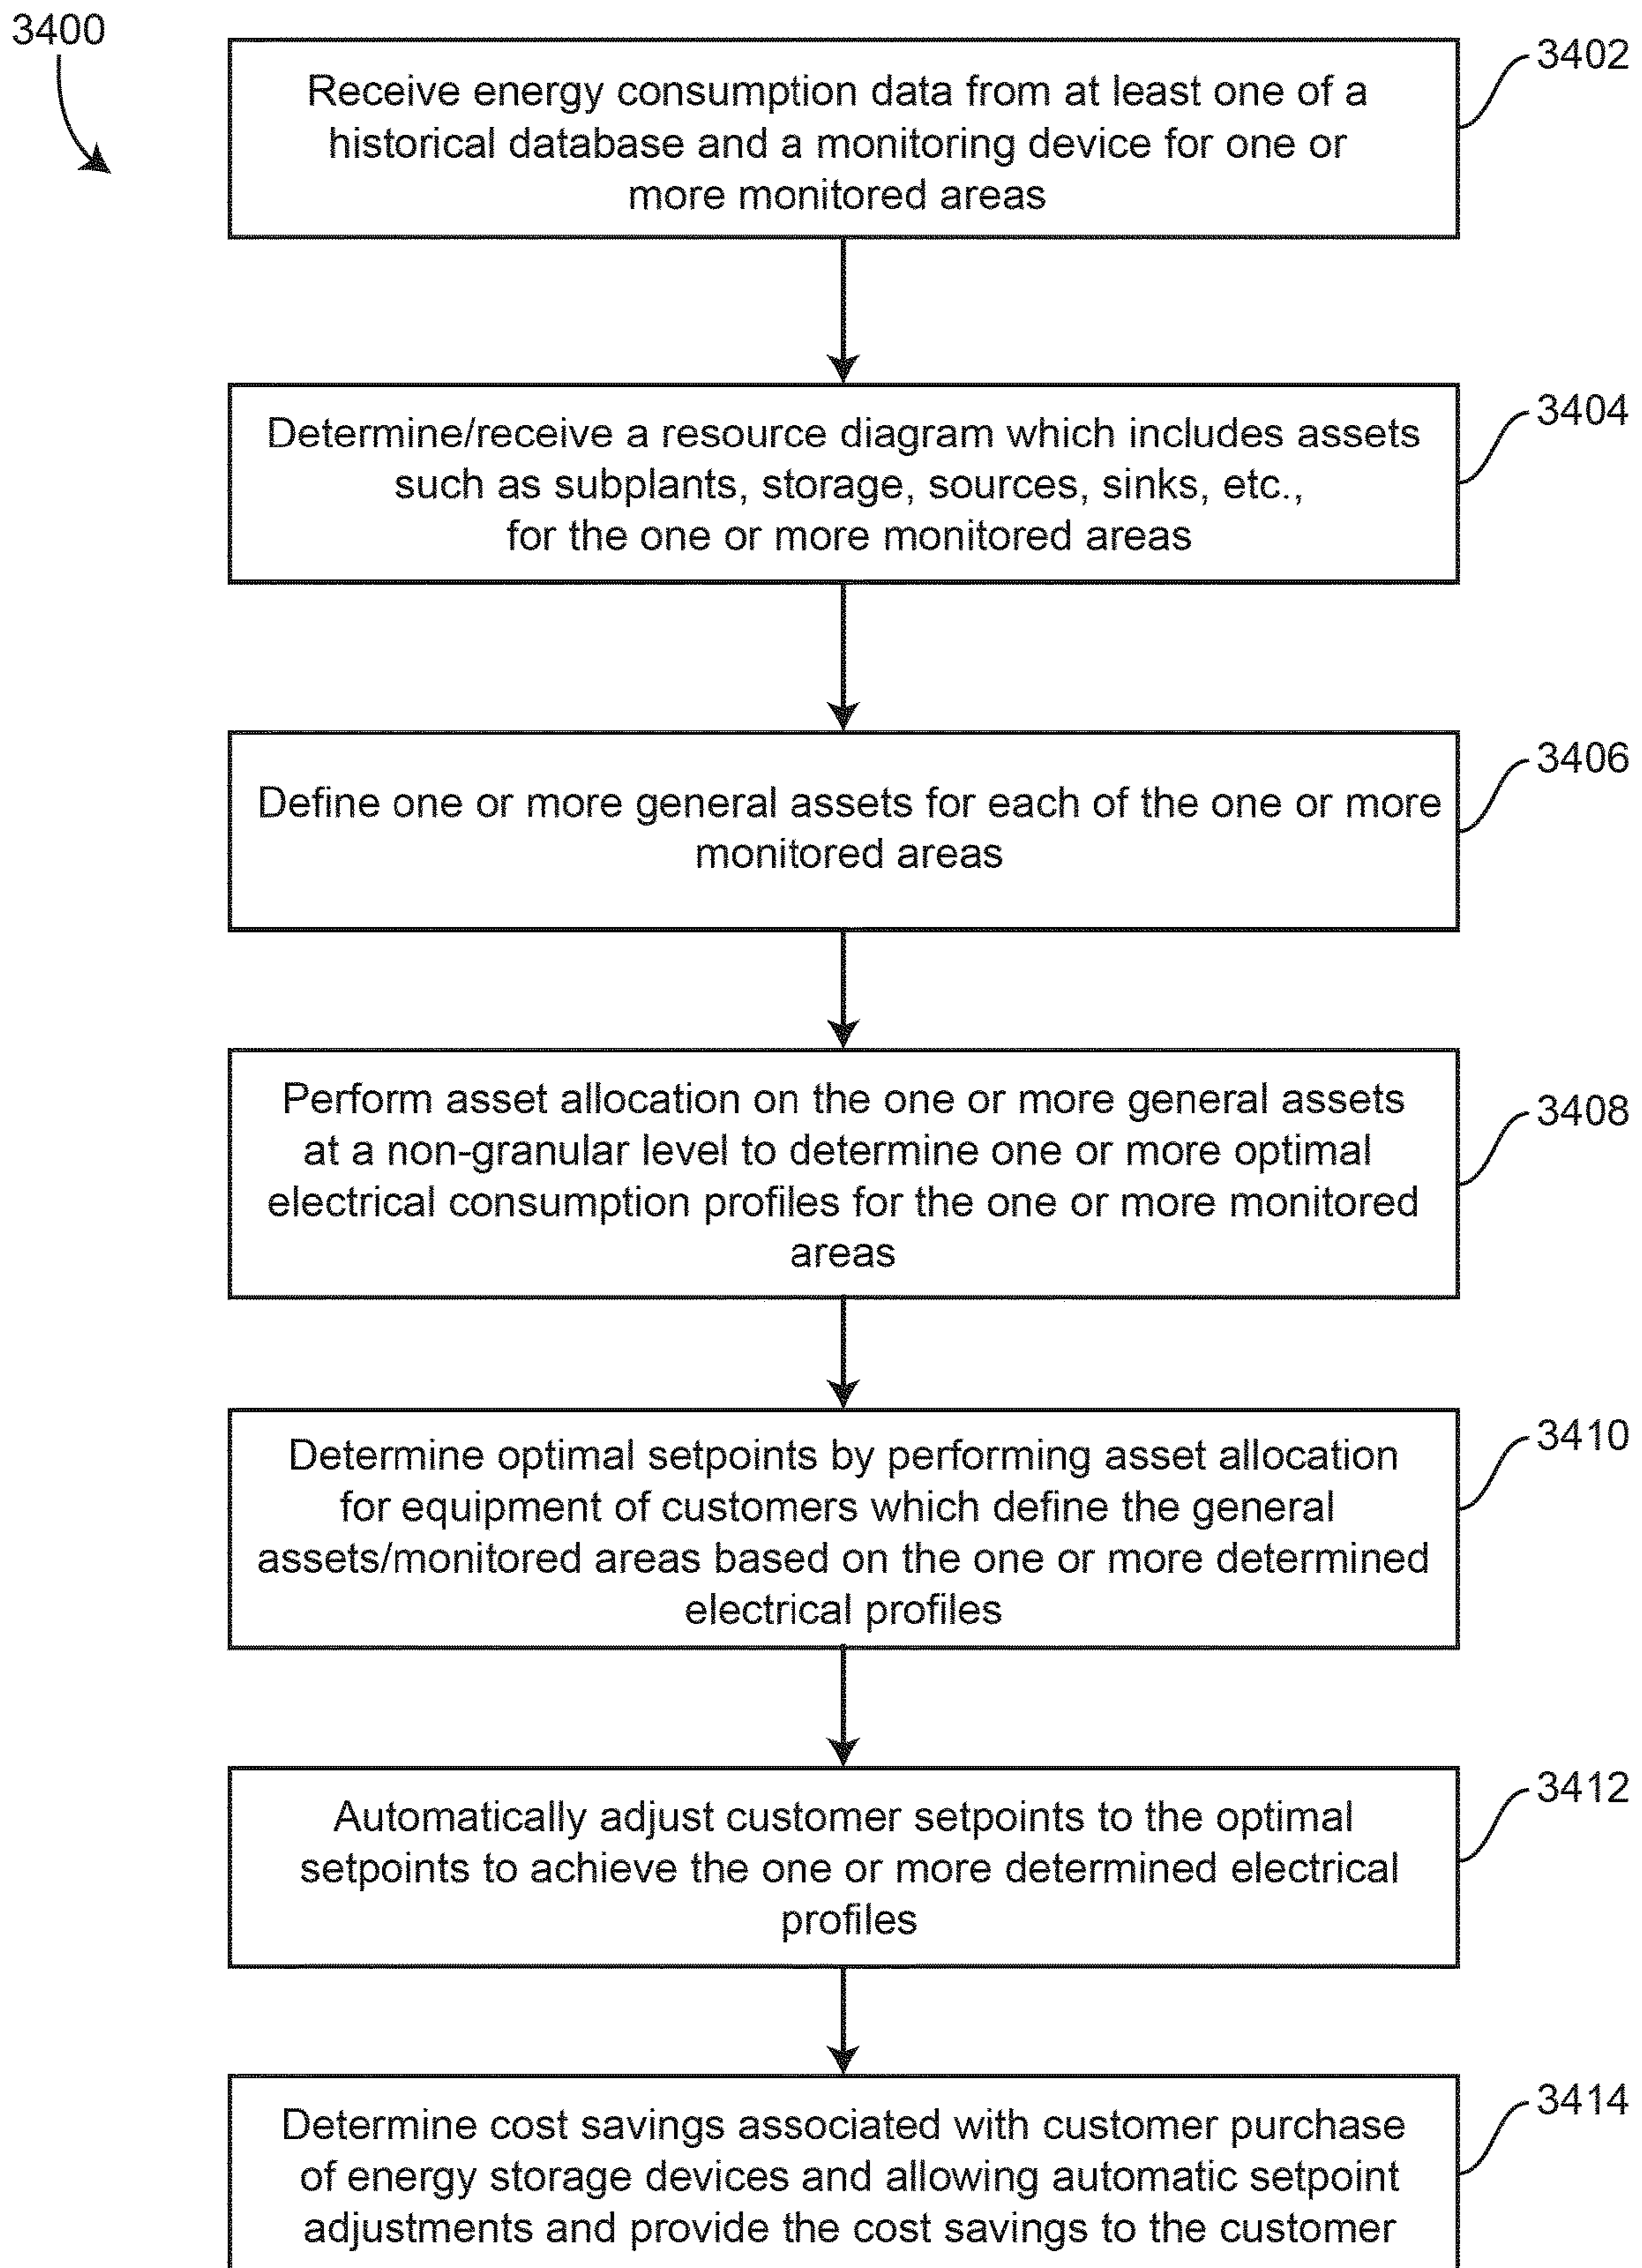 3400
3402
Receive energy consumption data from at least one of a
historical database and a monitoring device for one or
more monitored areas
3404
Determine/receive a resource diagram which includes assets
such as subplants, storage, sources, sinks, etc.,
for the one or more monitored areas
3406
Define one or more general assets for each of the one or more
monitored areas
3408
Perform asset allocation on the one or more general assets
at a non-granular level to determine one or more optimal
electrical consumption profiles for the one or more monitored
areas
3410
Determine optimal setpoints by performing asset allocation
for equipment of customers which define the general
assets/monitored areas based on the one or more determined
electrical profiles
3412
Automatically adjust customer setpoints to the optimal
setpoints to achieve the one or more determined electrical
profiles
3414
Determine cost savings associated with customer purchase
of energy storage devices and allowing automatic setpoint
adjustments and provide the cost savings to the customer